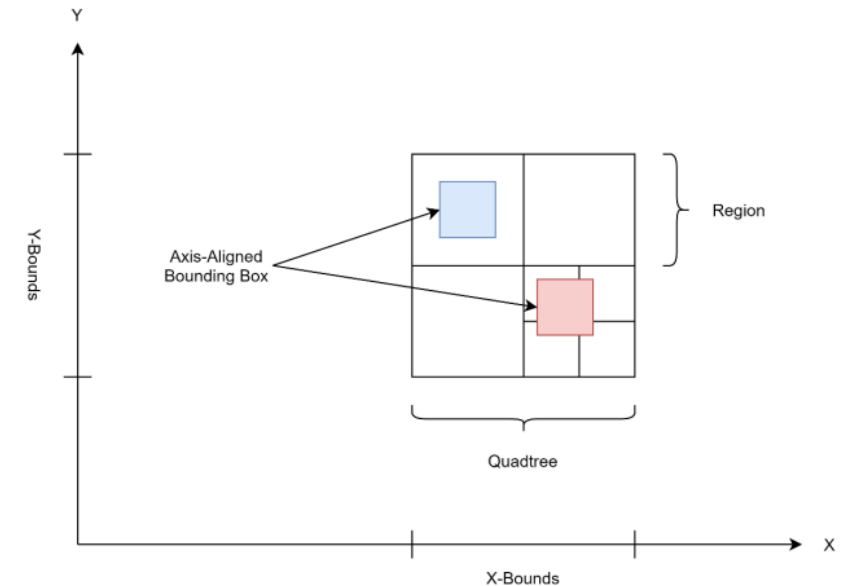 Y
Region
Axis-Aligned
Bounding Box
Y-Bounds
Quadtree
X
X-Bounds